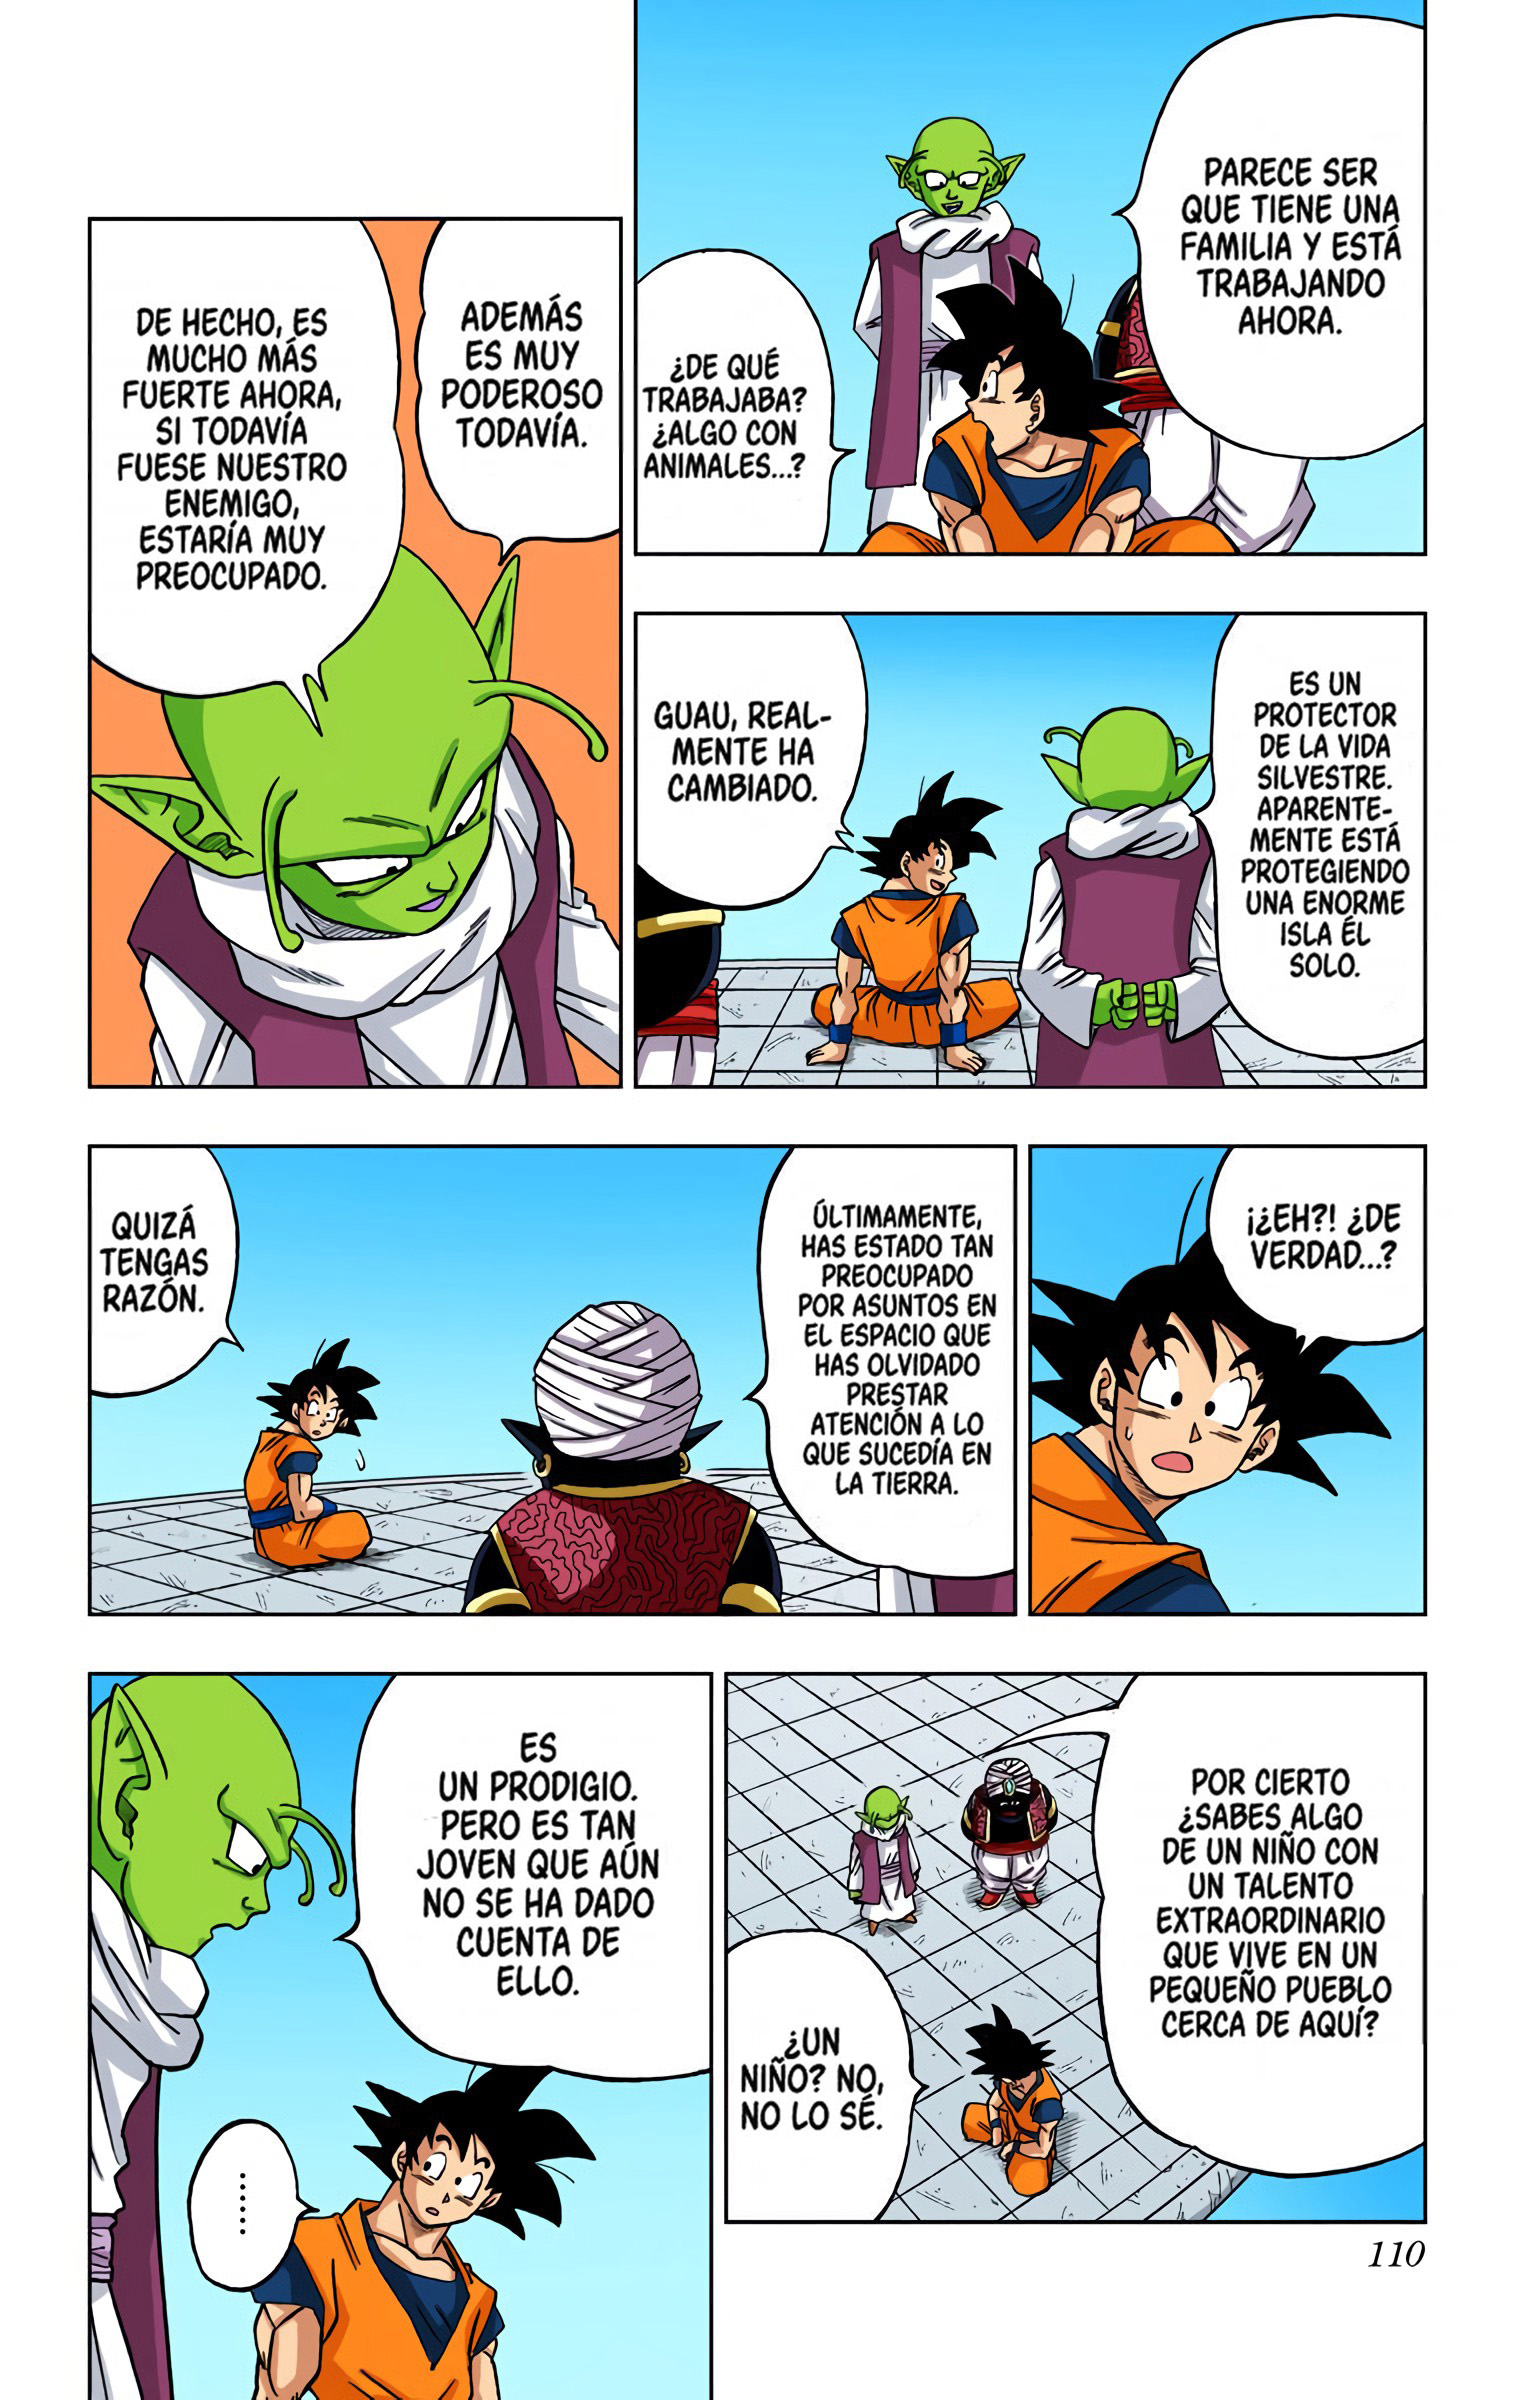 PARECE SER
QUE TIENE UNA
FAMILIA Y ESTÁ
TRABAJANDO
AHORA.
¿DE QUÉ
TRABAJABA?
¿ALGO CON
ANIMALES...?
ES UN
PROTECTOR
DE LA VIDA
SILVESTRE.
APARENTE-
MENTE ESTÁ
PROTEGIENDO
UNA ENORME
ISLA ÉL
SOLO.
GUAU, REAL-
MENTE HA
CAMBIADO.
ADEMÁS
ES MUY
PODEROSO
TODAVÍA.
DE HECHO, ES
MUCHO MÁS
FUERTE AHORA,
SI TODAVÍA
FUESE NUESTRO
ENEMIGO,
ESTARÍA MUY
PREOCUPADO.
¡¿EH?! ¿DE
VERDAD...?
ÚLTIMAMENTE,
HAS ESTADO TAN
PREOCUPADO
POR ASUNTOS EN
EL ESPACIO QUE
HAS OLVIDADO
PRESTAR
ATENCIÓN A LO
QUE SUCEDÍA EN
LA TIERRA.
QUIZÁ
TENGAS
RAZÓN.
POR CIERTO
¿SABES ALGO
DE UN NIÑO CON
UN TALENTO
EXTRAORDINARIO
QUE VIVE EN UN
PEQUEÑO PUEBLO
CERCA DE AQUÍ?
¿UN
NIÑO? NO,
NO LO SÉ.
ES
UN PRODIGIO.
PERO ES TAN
JOVEN QUE AÚN
NO SE HA DADO
CUENTA DE
ELLO.
......
110